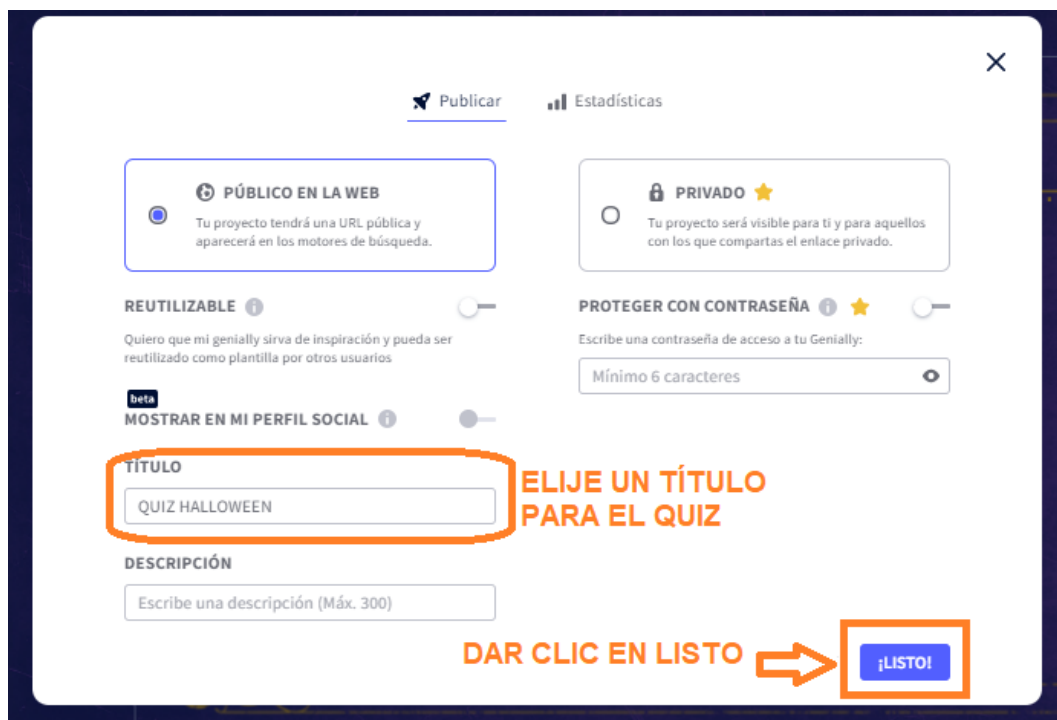 Publicar
Estadísticas
PÚBLICO EN LA WEB
Tu proyecto tendrá una URL pública y
aparecerá en los motores de búsqueda.
PRIVADO
Tu proyecto será visible para ti y para aquellos
con los que compartas el enlace privado.
REUTILIZABLE
Quiero que mi genially sirva de inspiración y pueda ser
reutilizado como plantilla por otros usuarios
PROTEGER CON CONTRASEÑA
Escribe una contraseña de acceso a tu Genially:
Mínimo 6 caracteres
beta
MOSTRAR EN MI PERFIL SOCIAL
TÍTULO
QUIZ HALLOWEEN
ELIJE UN TÍTULO
PARA EL QUIZ
DESCRIPCIÓN
Escribe una descripción (Máx. 300)
DAR CLIC EN LISTO
¡LISTO!